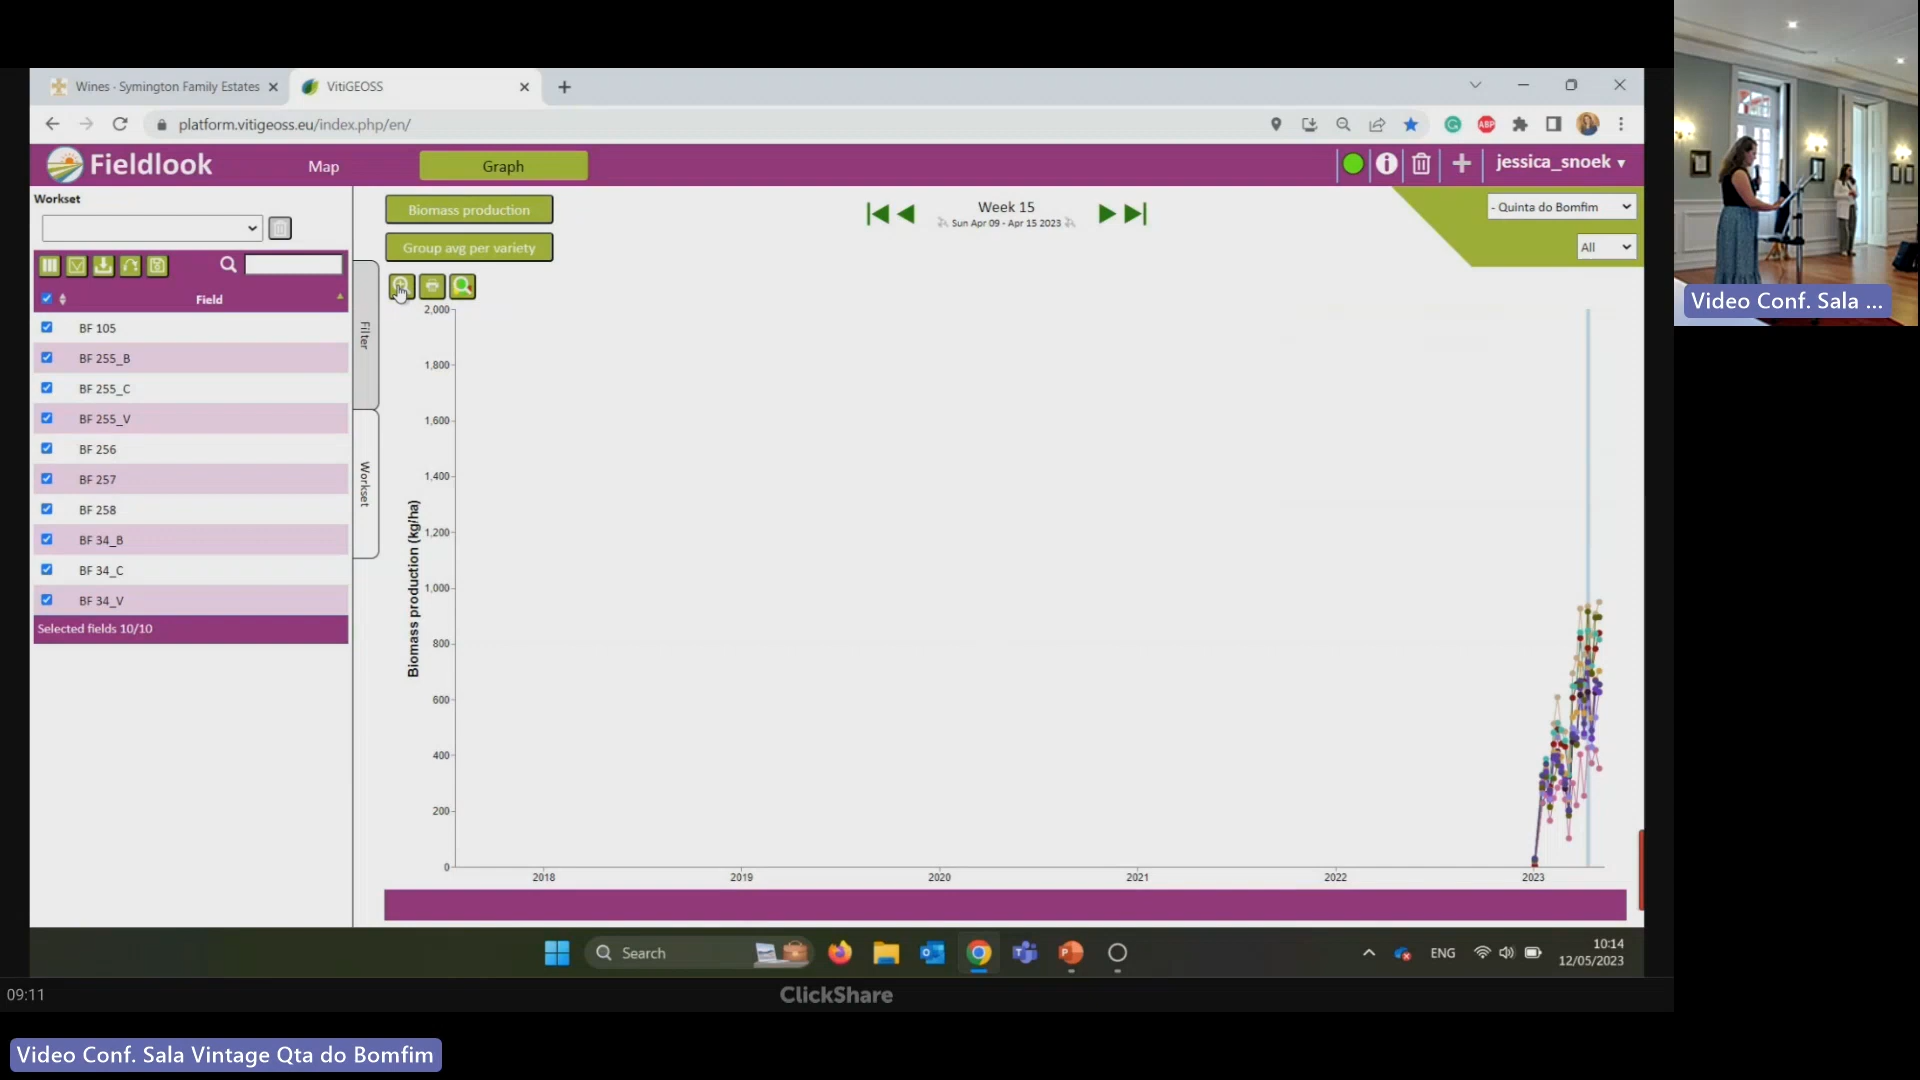 Wines - Symington Family Estates
VitiGEOSS
platform.vitigeoss.eu/index.php/en/
ABP
Fieldlook
Map
Graph
jessica_snoek
Workset
Biomass production
Group avg per variety
Week 15
Sun Apr 09 - Apr 15 2023
- Quinta do Bomfim
All
Field
BF 105
BF 255_B
BF 255_C
BF 255_V
BF 256
BF 257
BF 258
BF 34_B
BF 34_C
BF 34_V
Selected fields 10/10
Filter
Workset
Biomass production (kg/ha)
2,000
1,800
1,600
1,400
1,200
1,000
800
600
400
200
0
2018
2019
2020
2021
2022
2023
Search
ENG
10:14
12/05/2023
09:11
ClickShare
Video Conf. Sala ...
Video Conf. Sala Vintage Qta do Bomfim